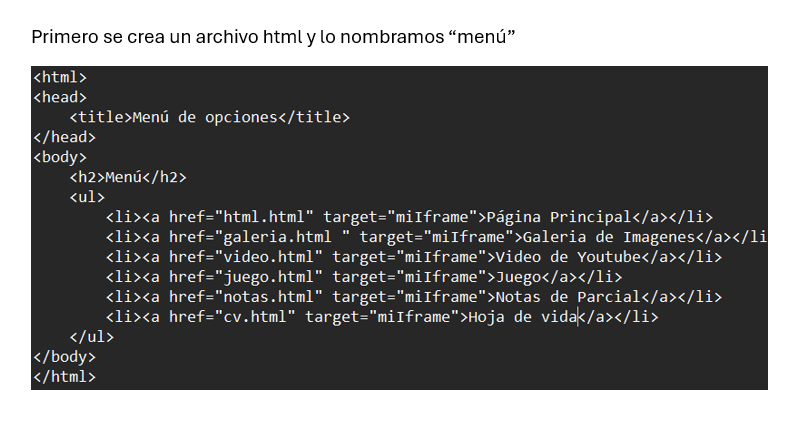 Primero se crea un archivo html y lo nombramos “menú”
<html>
<head>
    <title>Menú de opciones</title>
</head>
<body>
    <h2>Menú</h2>
    <ul>
        <li><a href="html.html" target="miIframe">Página Principal</a></li>
        <li><a href="galeria.html " target="miIframe">Galeria de Imagenes</a></li
        <li><a href="video.html" target="miIframe">Video de Youtube</a></li>
        <li><a href="juego.html" target="miIframe">Juego</a></li>
        <li><a href="notas.html" target="miIframe">Notas de Parcial</a></li>
        <li><a href="cv.html" target="miIframe">Hoja de vida</a></li>
    </ul>
</body>
</html>